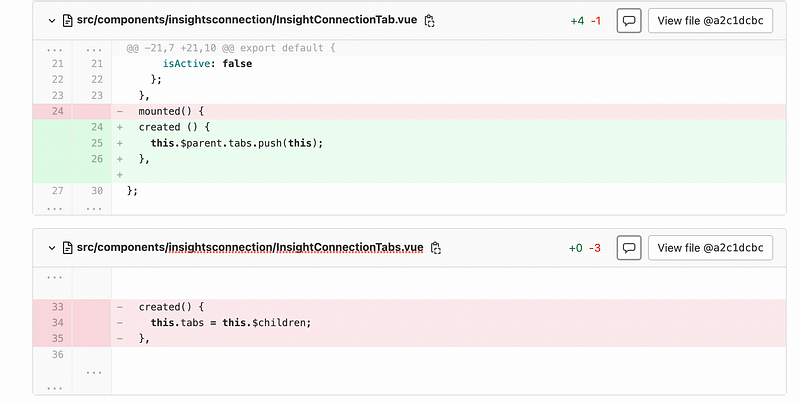 src/components/insightsconnection/InsightConnectionTab.vue +4 -1 View file @a2c1dcbc
... ... @@ -21,7 +21,10 @@ export default {
21 21 isActive: false
22 22 };
23 23 },
24 - mounted() {
24 + created () {
25 + this.$parent.tabs.push(this);
26 + },
+
27 30 };
... ...
src/components/insightsconnection/InsightConnectionTabs.vue +0 -3 View file @a2c1dcbc
...
33 - created() {
34 - this.tabs = this.$children;
35 - },
36
...
...